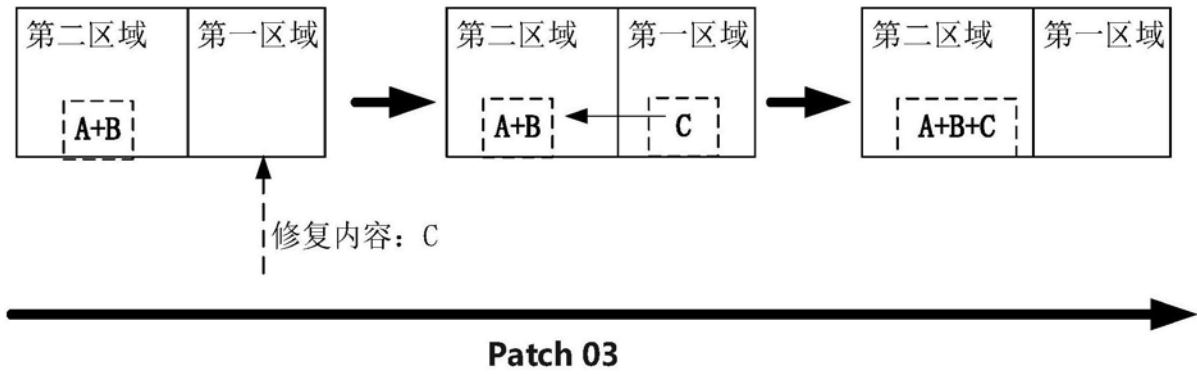 第二区域 第一区域
A+B
第二区域 第一区域
A+B C
第二区域 第一区域
A+B+C
修复内容: C
Patch 03